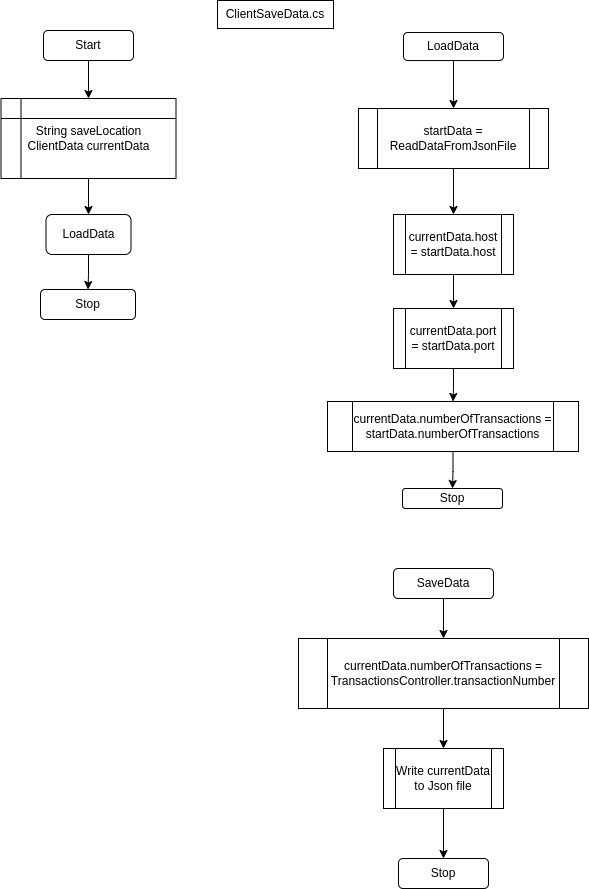 ClientSaveData.cs
Start
String saveLocation
ClientData currentData
LoadData
Stop
LoadData
startData =
ReadDataFromJsonFile
currentData.host
= startData.host
currentData.port
= startData.port
currentData.numberOfTransactions =
startData.numberOfTransactions
Stop
SaveData
currentData.numberOfTransactions =
TransactionsController.transactionNumber
Write currentData
to Json file
Stop